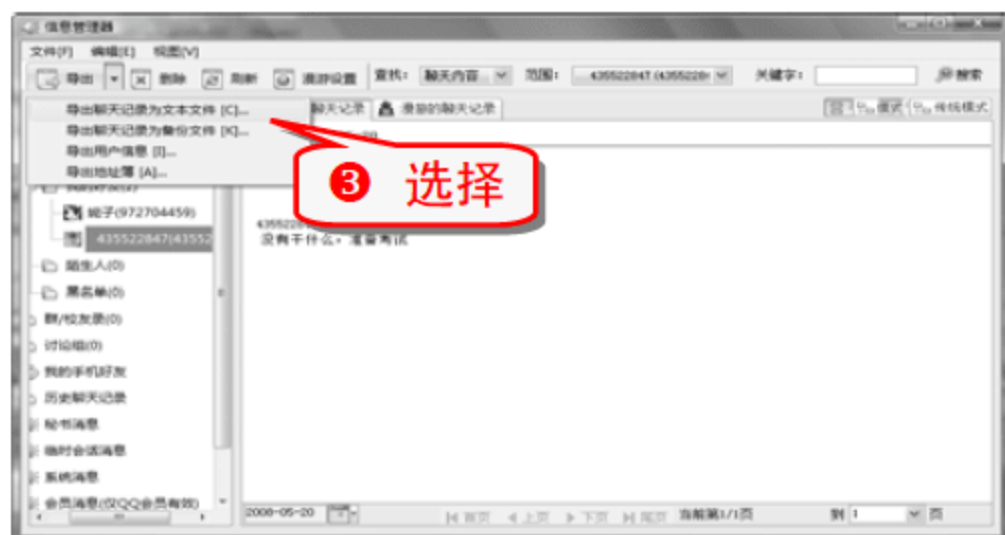 信息管理器
文件[F] 编辑[E] 视图[V]
导出 删除 刷新 漫游设置 查找: 聊天内容 范围: 435522847(4355228 关键字: 搜索
导出聊天记录为文本文件 [C]...
聊天记录 漫游的聊天记录
模式 传统模式
导出聊天记录为备份文件 [K]...
导出用户信息 [I]...
导出地址簿 [A]...
❸ 选择
(972704459)
435522847(43552
没有干什么,准备考试
陌生人(0)
黑名单(0)
群/校友录(0)
讨论组(0)
我的手机好友
历史聊天记录
秘书消息
临时会话消息
系统消息
会员消息(仅QQ会员有效)
2008-05-20 首页 上页 下页 尾页 当前第1/1页 到 1 页